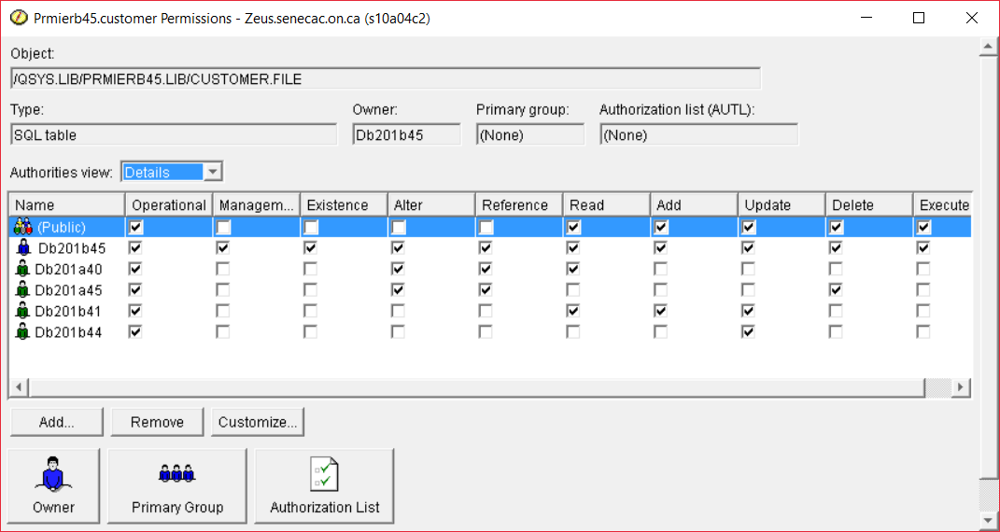 Prmierb45.customer Permissions - Zeus.senecac.on.ca (s10a04c2)
Object:
/QSYS.LIB/PRMIERB45.LIB/CUSTOMER.FILE
Type: Owner: Primary group: Authorization list (AUTL):
SQL table Db201b45 (None) (None)
Authorities view: Details
Name Operational Managem... Existence Alter Reference Read Add Update Delete Execute
(Public)
Db201b45
Db201a40
Db201a45
Db201b41
Db201b44
Add... Remove Customize...
Owner Primary Group Authorization List